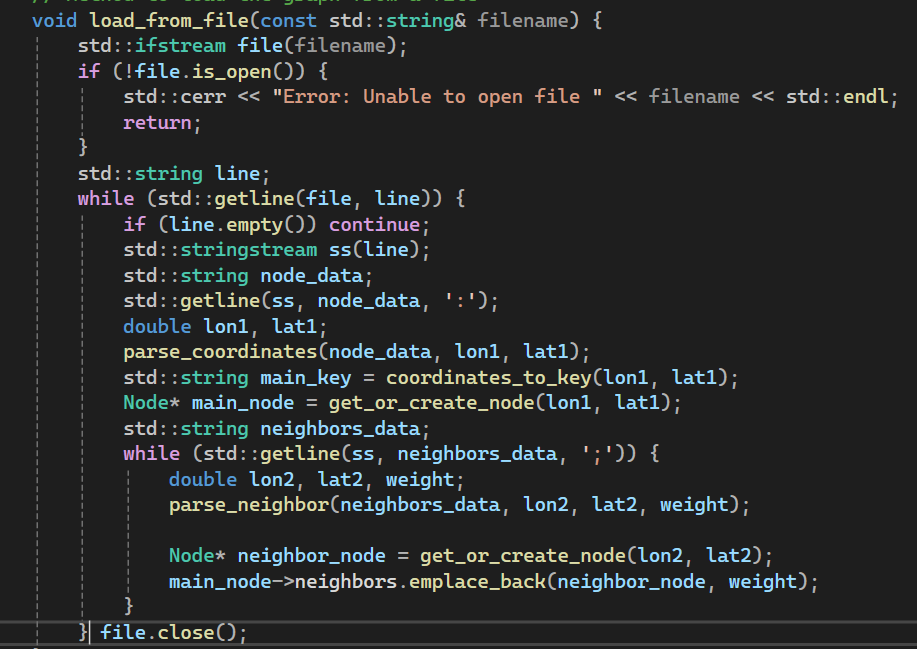 void load_from_file(const std::string& filename) {
std::ifstream file(filename);
if (!file.is_open()) {
std::cerr << "Error: Unable to open file " << filename << std::endl;
return;
}
std::string line;
while (std::getline(file, line)) {
if (line.empty()) continue;
std::stringstream ss(line);
std::string node_data;
std::getline(ss, node_data, ':');
double lon1, lat1;
parse_coordinates(node_data, lon1, lat1);
std::string main_key = coordinates_to_key(lon1, lat1);
Node* main_node = get_or_create_node(lon1, lat1);
std::string neighbors_data;
while (std::getline(ss, neighbors_data, ';')) {
double lon2, lat2, weight;
parse_neighbor(neighbors_data, lon2, lat2, weight);
Node* neighbor_node = get_or_create_node(lon2, lat2);
main_node->neighbors.emplace_back(neighbor_node, weight);
}
} file.close();